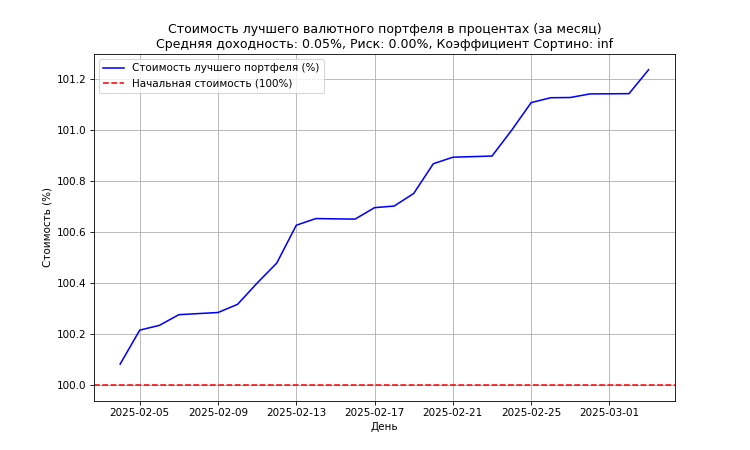 Стоимость лучшего валютного портфеля в процентах (за месяц)
Средняя доходность: 0.05%, Риск: 0.00%, Коэффициент Сортино: inf
Стоимость лучшего портфеля (%)
Начальная стоимость (100%)
Стоимость (%)
101.2
101.0
100.8
100.6
100.4
100.2
100.0
2025-02-05 2025-02-09 2025-02-13 2025-02-17 2025-02-21 2025-02-25 2025-03-01
День